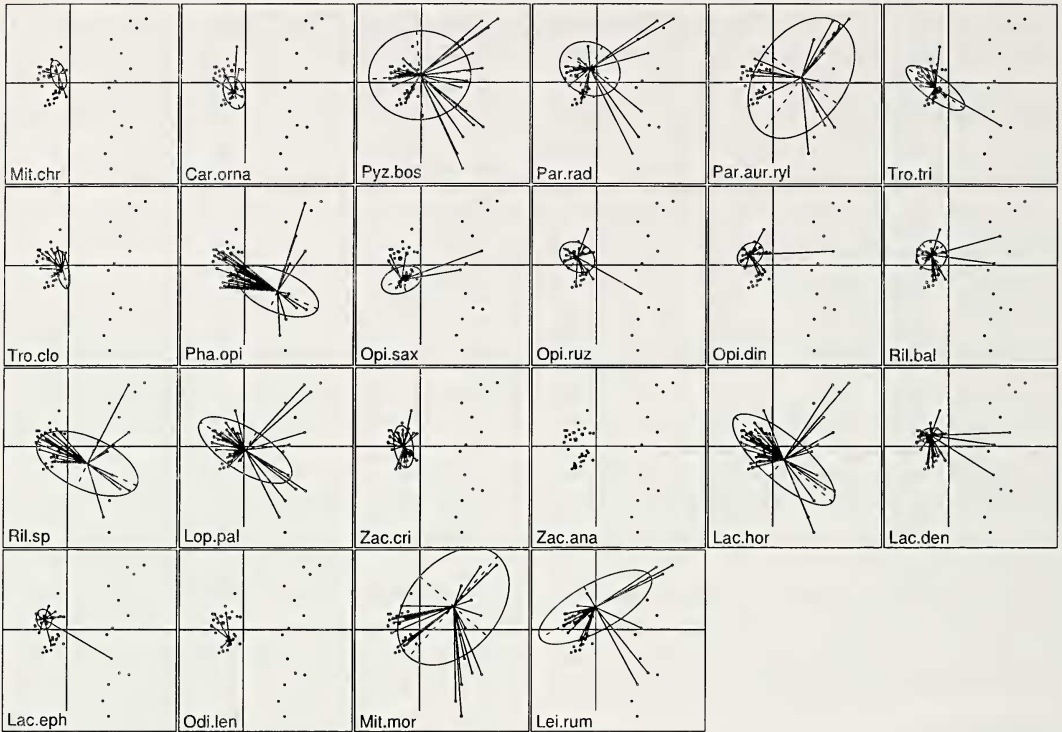 Mit.chr
Car.orna
Pyz.bos
Par.rad
Par.aur.ryl
Tro.tri
Tro.clo
Pha.opi
Opi.sax
Opi.ruz
Opi.din
Ril.bal
Ril.sp
Lop.pal
Zac.cri
Zac.ana
Lac.hor
Lac.den
Lac.eph
Odi.len
Mit.mor
Lei.rum